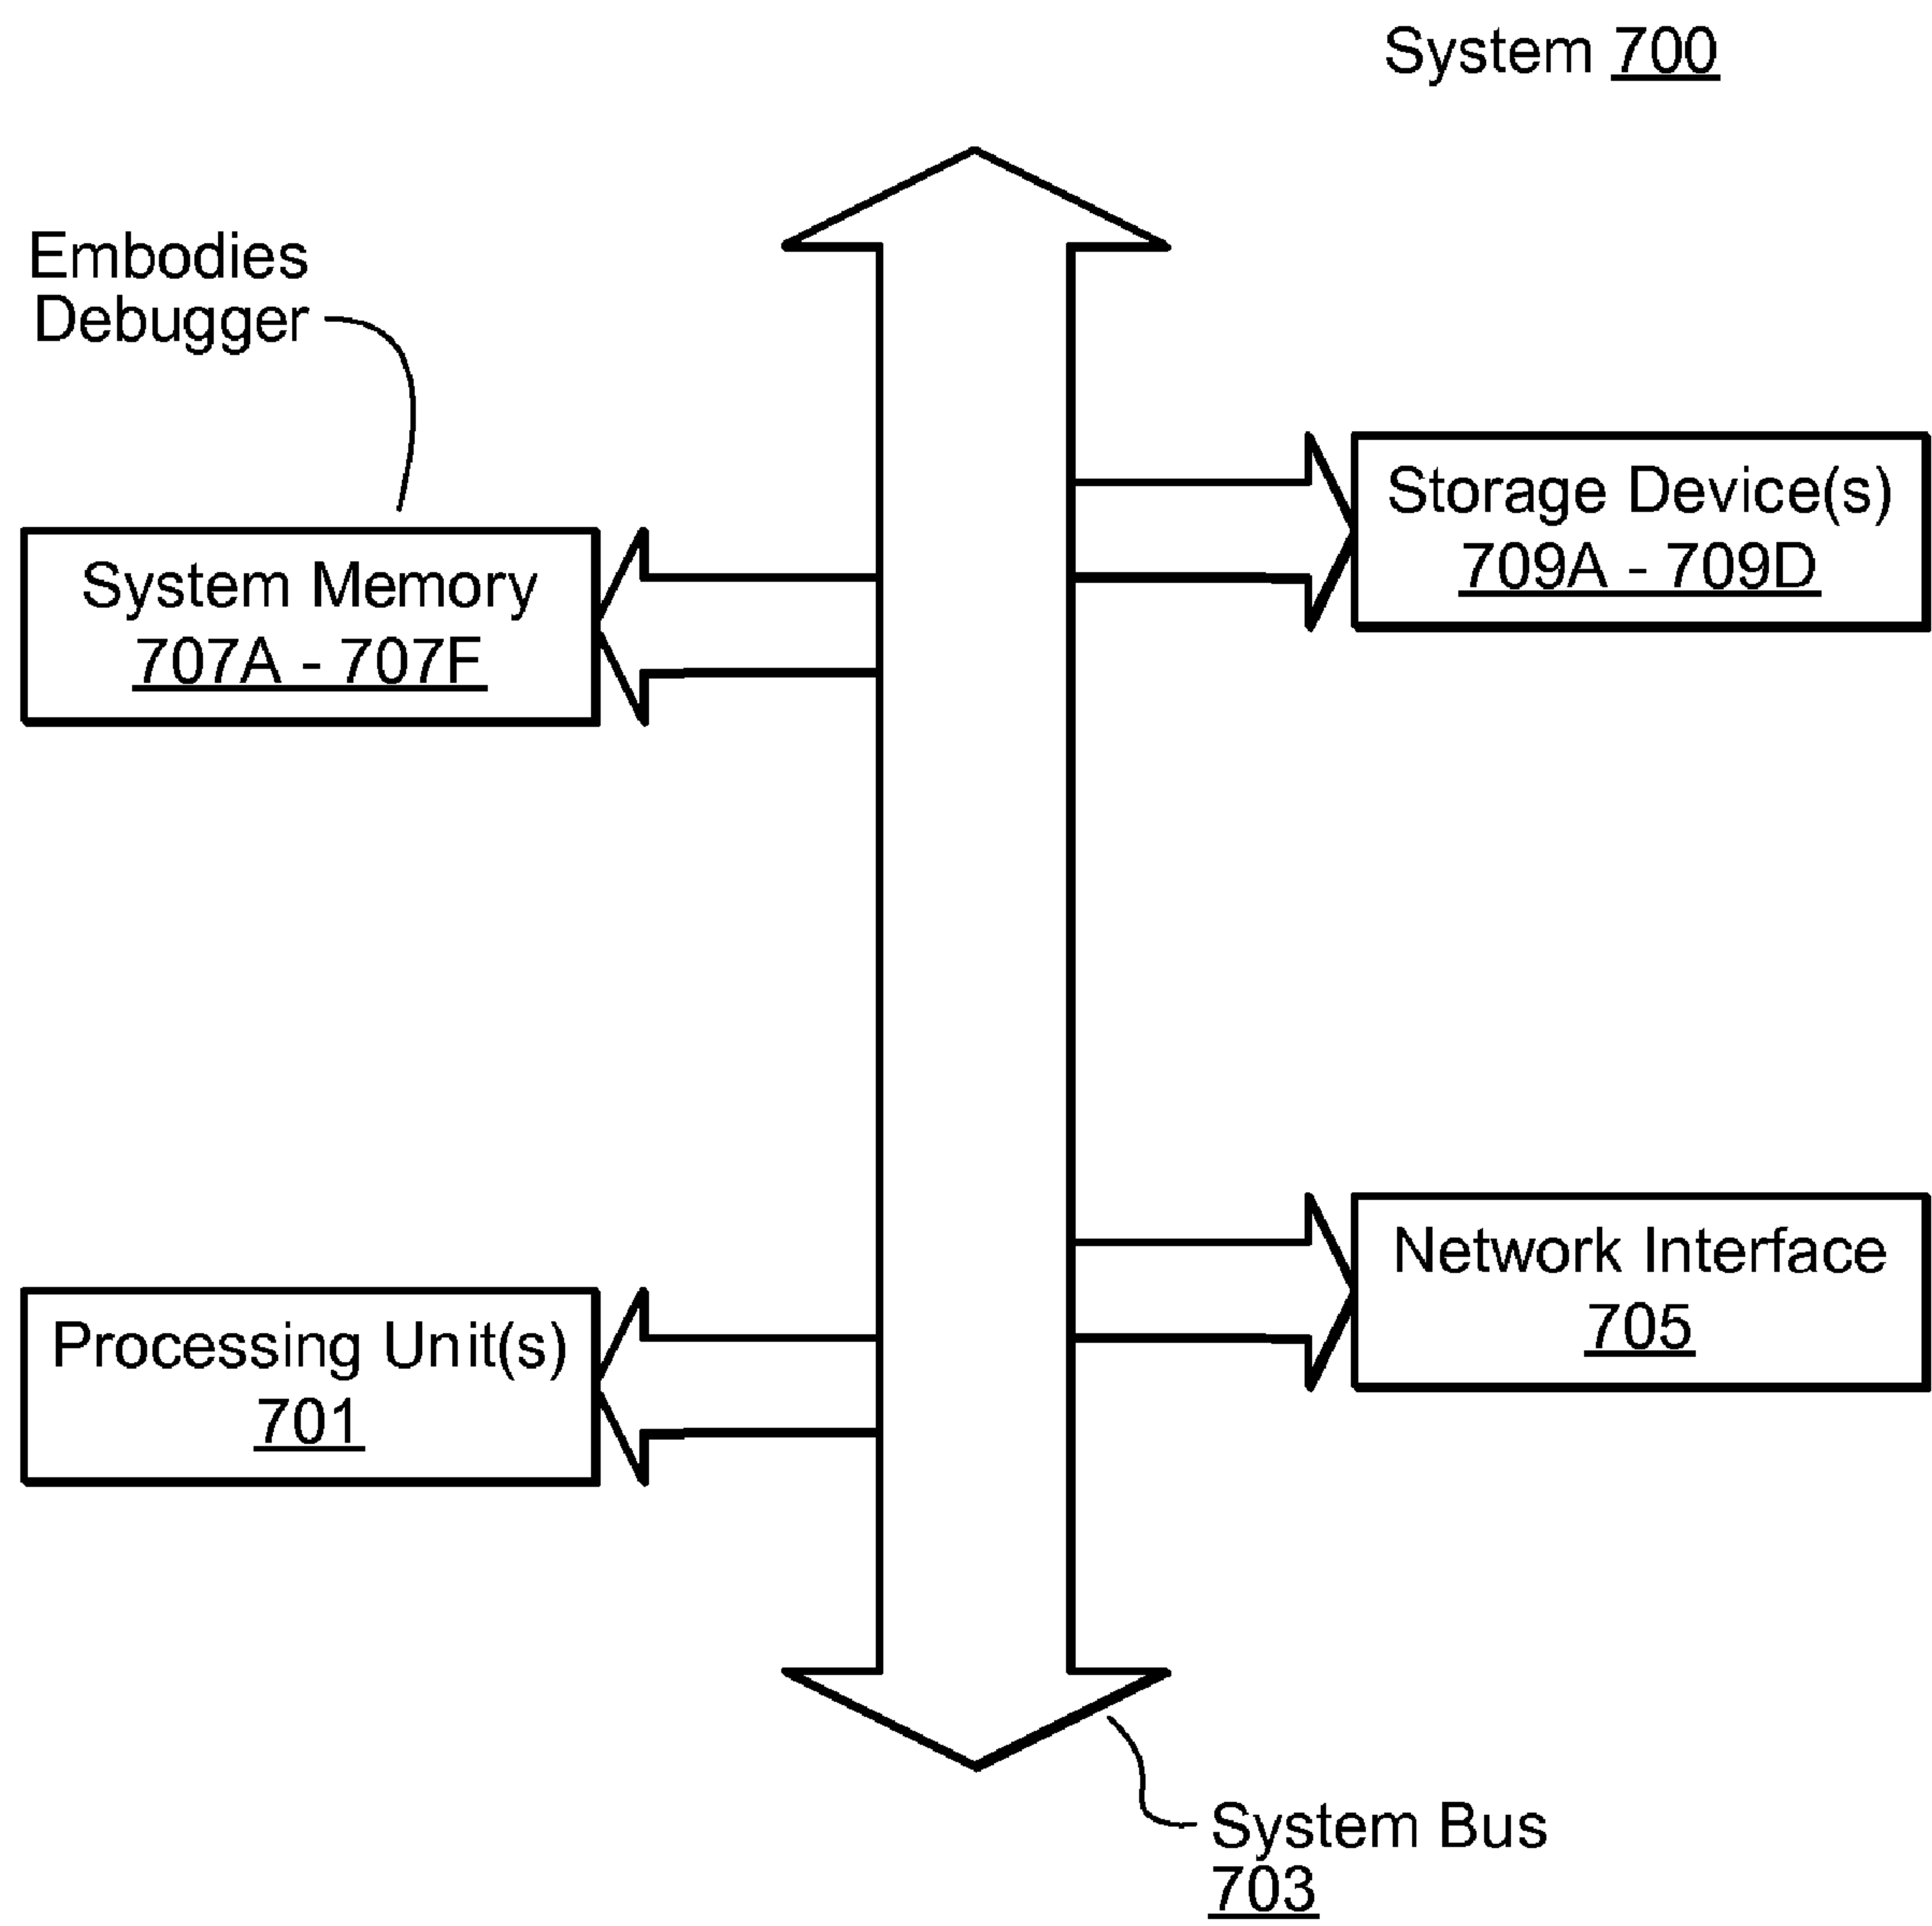 System 700
Embodies
Debugger
Storage Device(s)
709A - 709D
System Memory
707A - 707F
Network Interface
705
Processing Unit(s)
701
System Bus
703